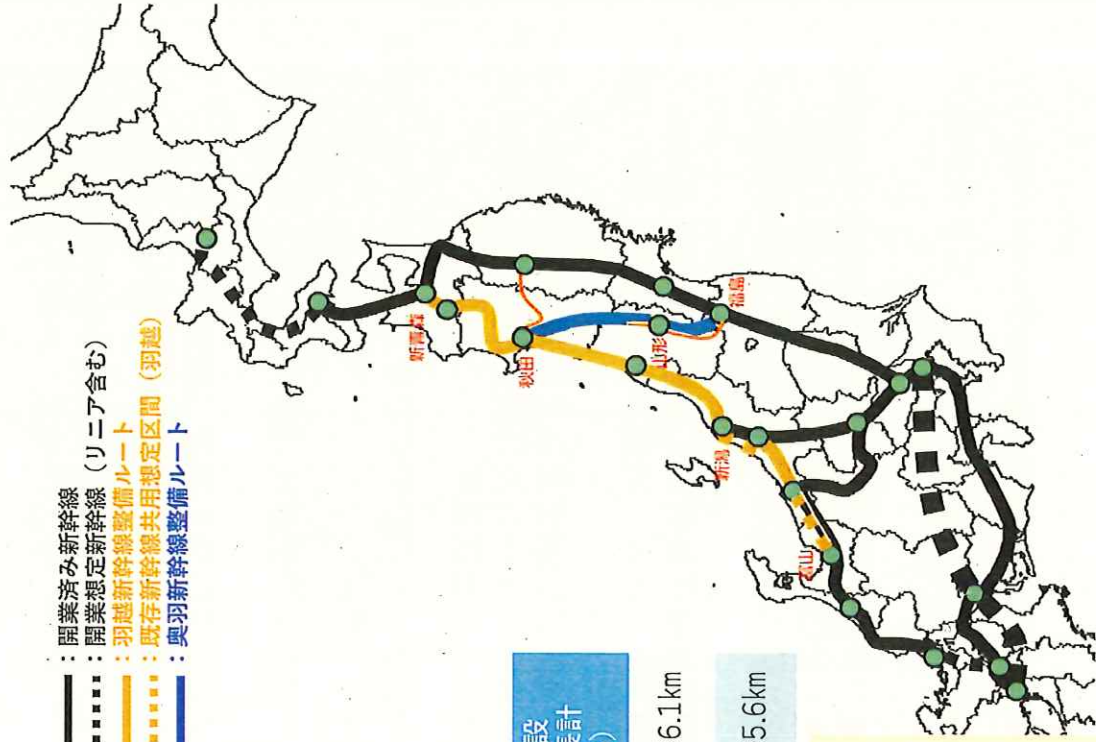 ：開業済み新幹線
：開業想定新幹線（リニア含む）
：羽越新幹線整備ルート
：既存新幹線共用想定区間（羽越）
：奥羽新幹線整備ルート
新青森
秋田
山形
福島
新潟
富山
設
計
）
6.1km
5.6km